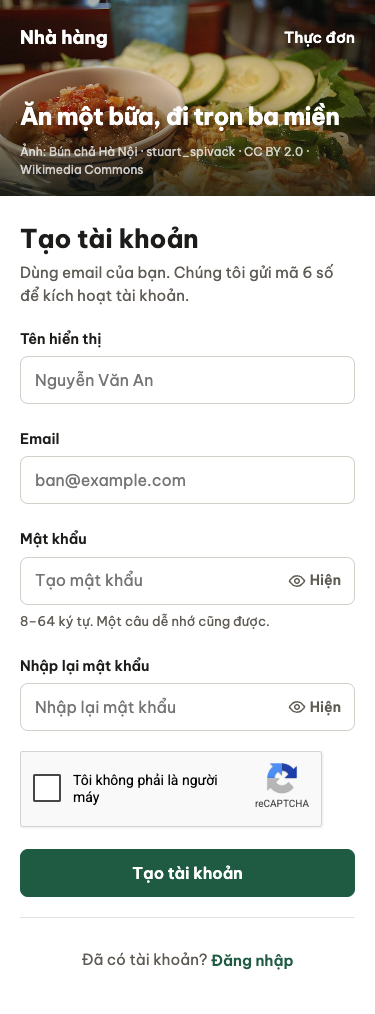 Nhà hàng
Thực đơn
Ăn một bữa, đi trọn ba miền
Ảnh: Bún chả Hà Nội · stuart_spivack · CC BY 2.0 ·
Wikimedia Commons
Tạo tài khoản
Dùng email của bạn. Chúng tôi gửi mã 6 số
để kích hoạt tài khoản.
Tên hiển thị
Nguyễn Văn An
Email
ban@example.com
Mật khẩu
Tạo mật khẩu
Hiện
8–64 ký tự. Một câu dễ nhớ cũng được.
Nhập lại mật khẩu
Nhập lại mật khẩu
Hiện
Tôi không phải là người
máy
reCAPTCHA
Tạo tài khoản
Đã có tài khoản? Đăng nhập